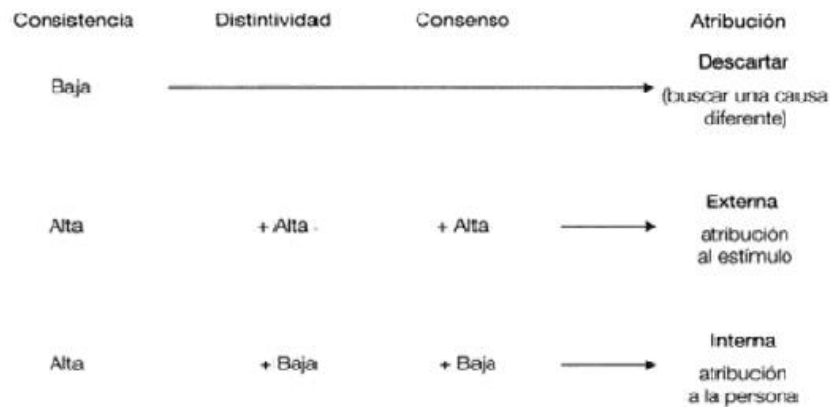 Consistencia Distintividad Consenso Atribución
Descartar
Baja
(buscar una causa
diferente)
Externa
Alta + Alta + Alta
atribución
al estímulo
Interna
Alta + Baja + Baja
atribución
a la persona